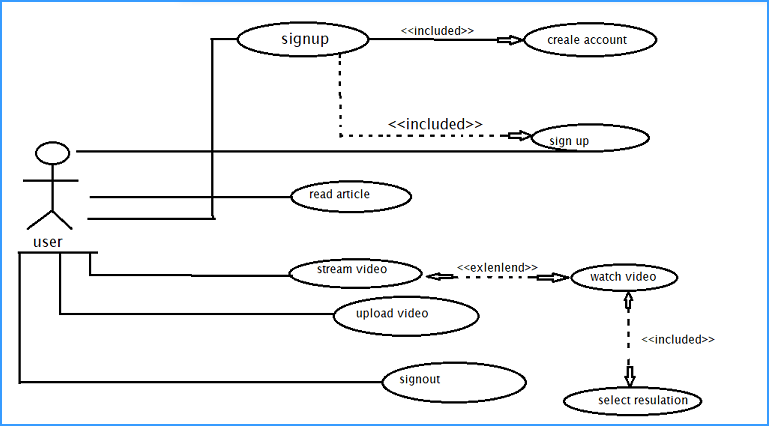 signup
<<included>>
creale account
<<included>>
sign up
read article
user
stream video
<<exlenlend>>
watch video
upload video
<<included>>
signout
select resulation